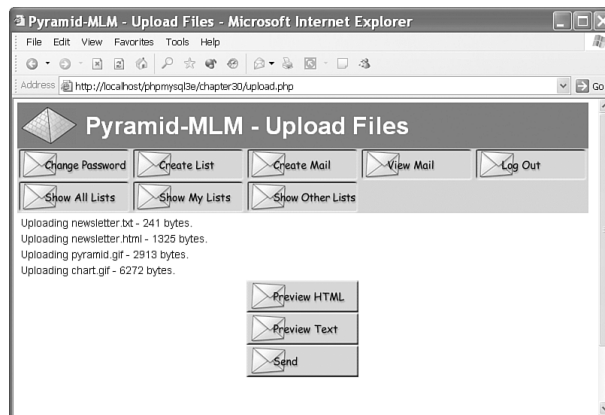 Pyramid-MLM - Upload Files - Microsoft Internet Explorer
File Edit View Favorites Tools Help
Address http://localhost/phpmysql3e/chapter30/upload.php Go
Pyramid-MLM - Upload Files
Change Password Create List Create Mail View Mail Log Out
Show All Lists Show My Lists Show Other Lists
Uploading newsletter.txt - 241 bytes.
Uploading newsletter.html - 1325 bytes.
Uploading pyramid.gif - 2913 bytes.
Uploading chart.gif - 6272 bytes.
Preview HTML
Preview Text
Send